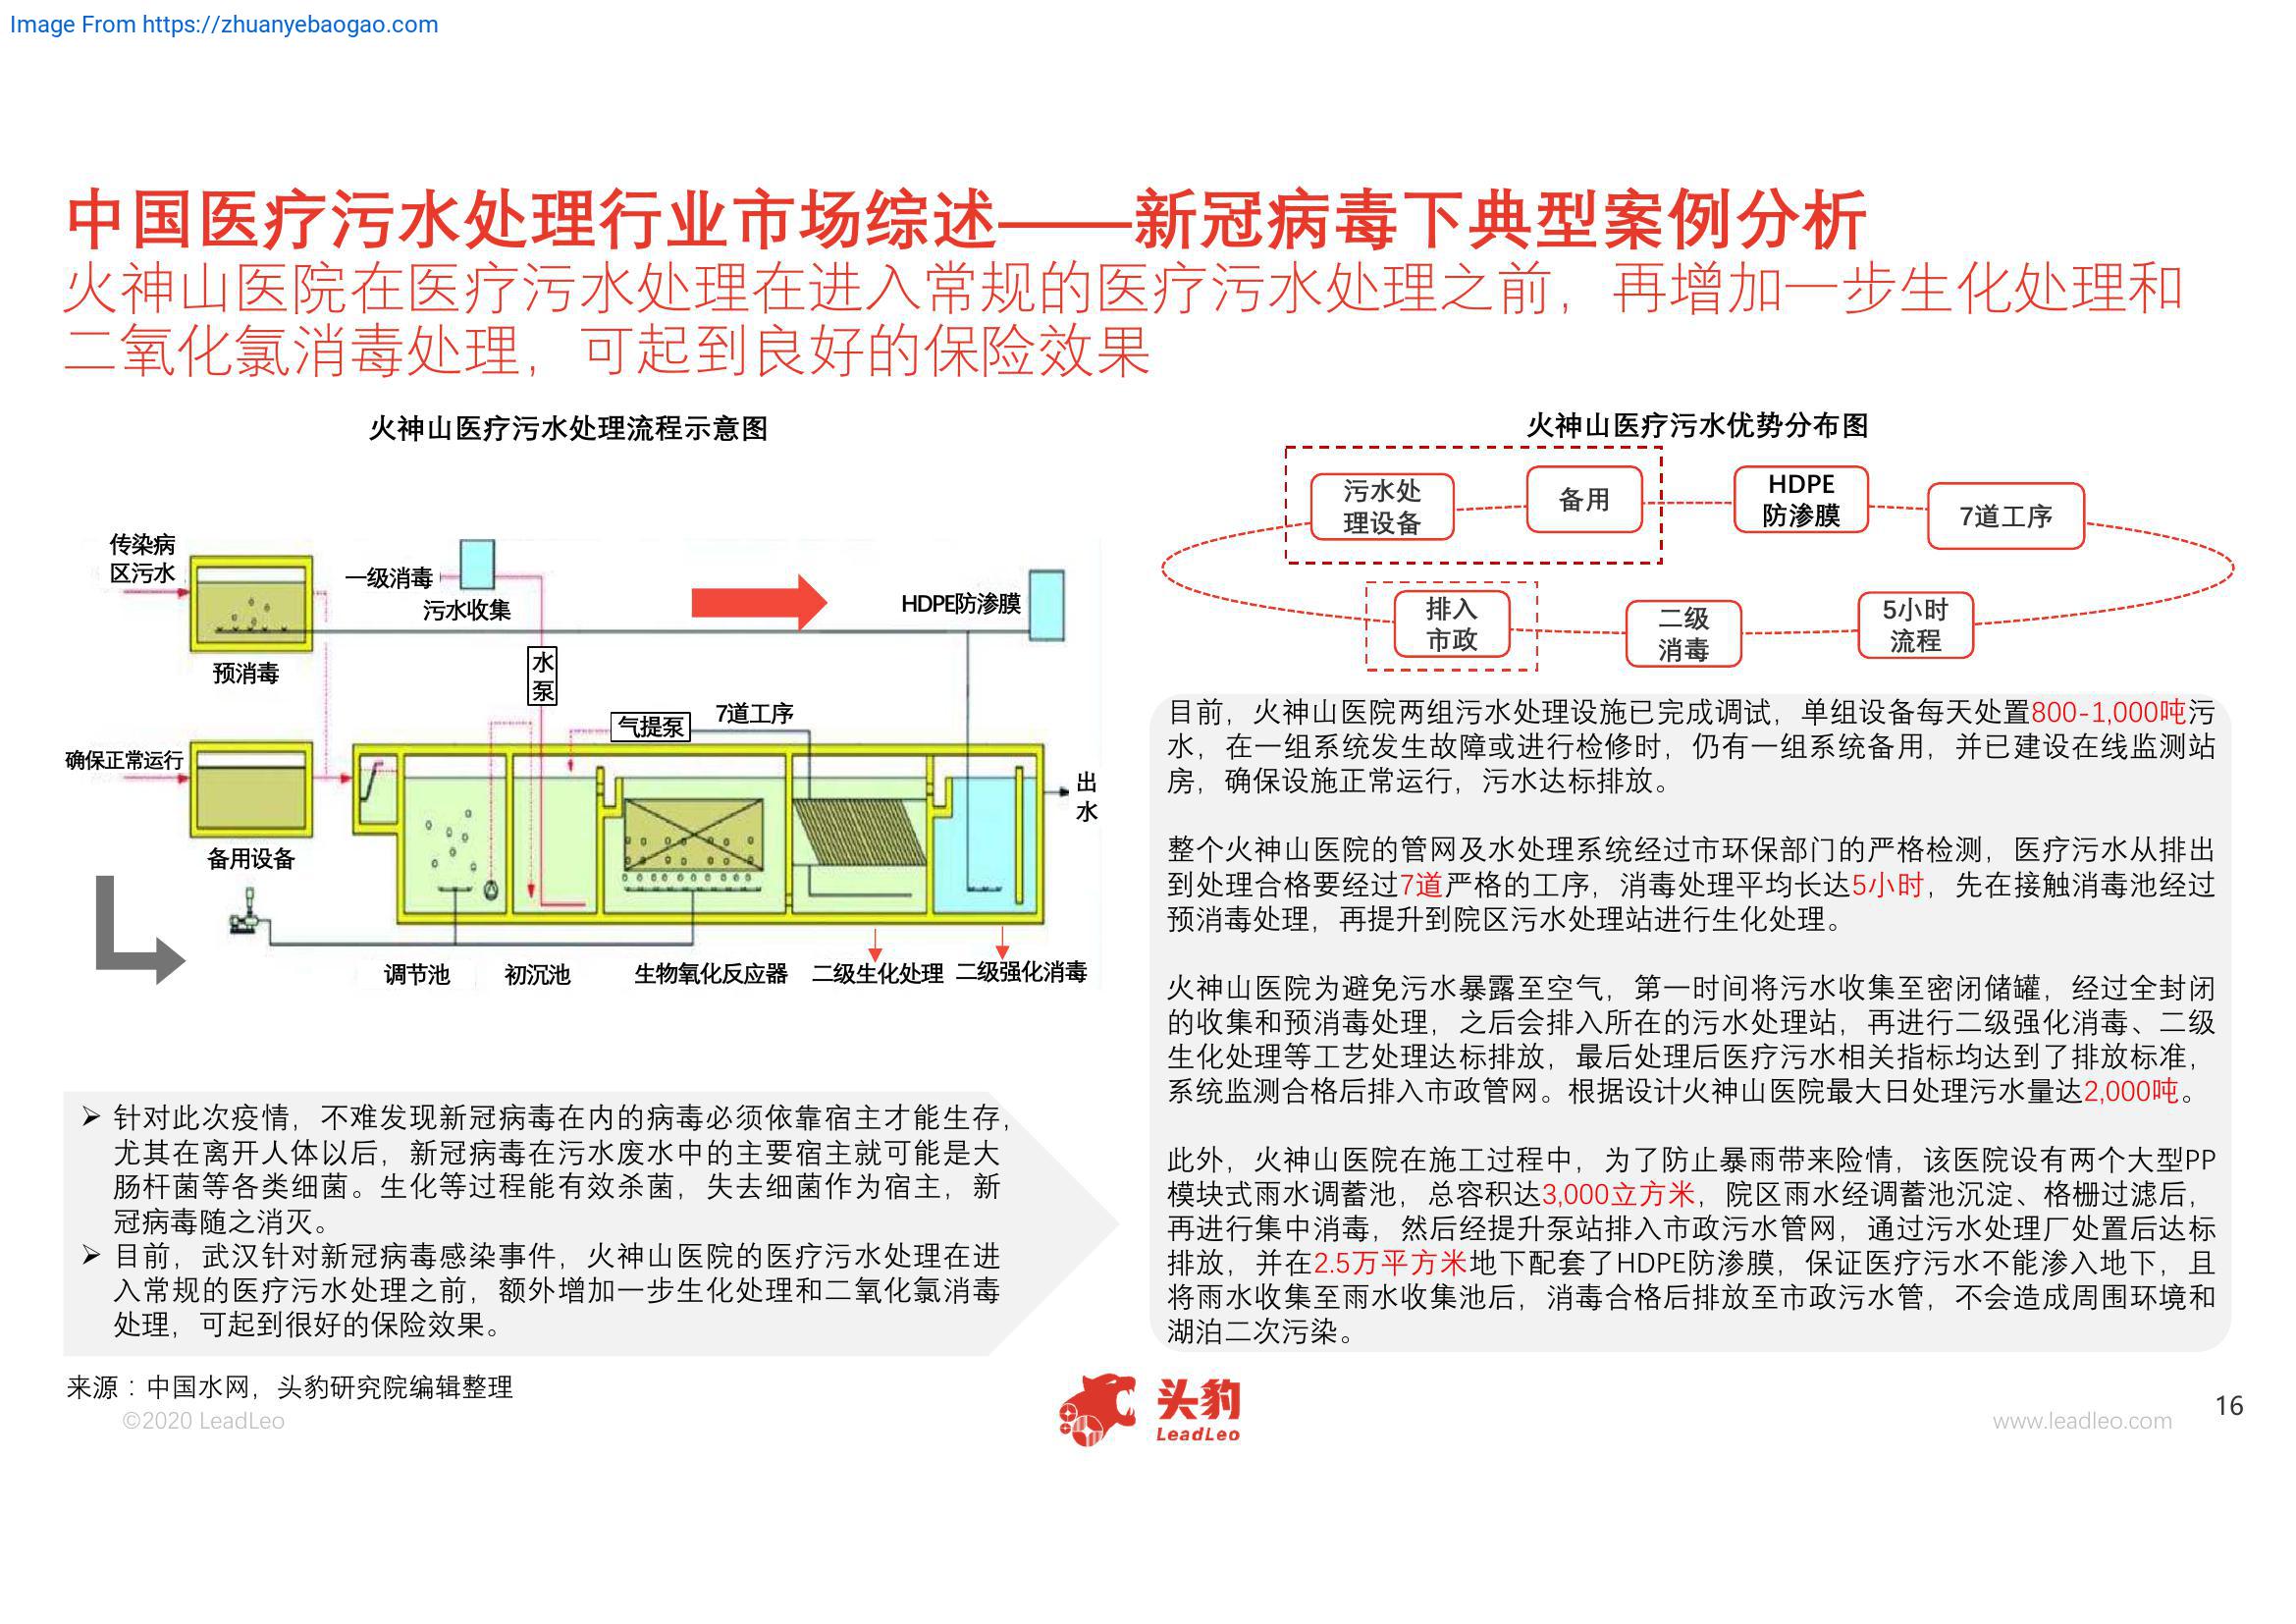 Image From https://zhuanyebaogao.com
中国医疗污水处理行业市场综述——新冠病毒下典型案例分析
火神山医院在医疗污水处理在进入常规的医疗污水处理之前，再增加一步生化处理和
二氧化氯消毒处理，可起到良好的保险效果
火神山医疗污水处理流程示意图
传染病
区污水
预消毒
一级消毒
污水收集
HDPE防渗膜
水
泵
气提泵
7道工序
确保正常运行
备用设备
出
水
调节池
初沉池
生物氧化反应器
二级生化处理
二级强化消毒
➢ 针对此次疫情，不难发现新冠病毒在内的病毒必须依靠宿主才能生存，
尤其在离开人体以后，新冠病毒在污水废水中的主要宿主就可能是大
肠杆菌等各类细菌。生化等过程能有效杀菌，失去细菌作为宿主，新
冠病毒随之消灭。
➢ 目前，武汉针对新冠病毒感染事件，火神山医院的医疗污水处理在进
入常规的医疗污水处理之前，额外增加一步生化处理和二氧化氯消毒
处理，可起到很好的保险效果。
火神山医疗污水优势分布图
污水处
理设备
备用
HDPE
防渗膜
7道工序
排入
市政
二级
消毒
5小时
流程
目前，火神山医院两组污水处理设施已完成调试，单组设备每天处置800-1,000吨污
水，在一组系统发生故障或进行检修时，仍有一组系统备用，并已建设在线监测站
房，确保设施正常运行，污水达标排放。
整个火神山医院的管网及水处理系统经过市环保部门的严格检测，医疗污水从排出
到处理合格要经过7道严格的工序，消毒处理平均长达5小时，先在接触消毒池经过
预消毒处理，再提升到院区污水处理站进行生化处理。
火神山医院为避免污水暴露至空气，第一时间将污水收集至密闭储罐，经过全封闭
的收集和预消毒处理，之后会排入所在的污水处理站，再进行二级强化消毒、二级
生化处理等工艺处理达标排放，最后处理后医疗污水相关指标均达到了排放标准，
系统监测合格后排入市政管网。根据设计火神山医院最大日处理污水量达2,000吨。
此外，火神山医院在施工过程中，为了防止暴雨带来险情，该医院设有两个大型PP
模块式雨水调蓄池，总容积达3,000立方米，院区雨水经调蓄池沉淀、格栅过滤后，
再进行集中消毒，然后经提升泵站排入市政污水管网，通过污水处理厂处置后达标
排放，并在2.5万平方米地下配套了HDPE防渗膜，保证医疗污水不能渗入地下，且
将雨水收集至雨水收集池后，消毒合格后排放至市政污水管，不会造成周围环境和
湖泊二次污染。
来源：中国水网，头豹研究院编辑整理
©2020 LeadLeo
头豹
LeadLeo
www.leadleo.com
16